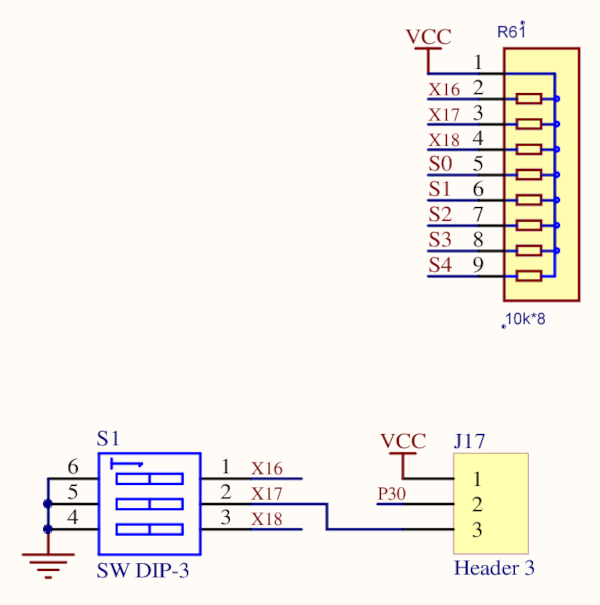 R61
VCC
1
X16 2
X17 3
X18 4
S0 5
S1 6
S2 7
S3 8
S4 9
10k*8
S1
6 1 X16
5 2 X17
4 3 X18
SW DIP-3
VCC J17
1
P30 2
3
Header 3